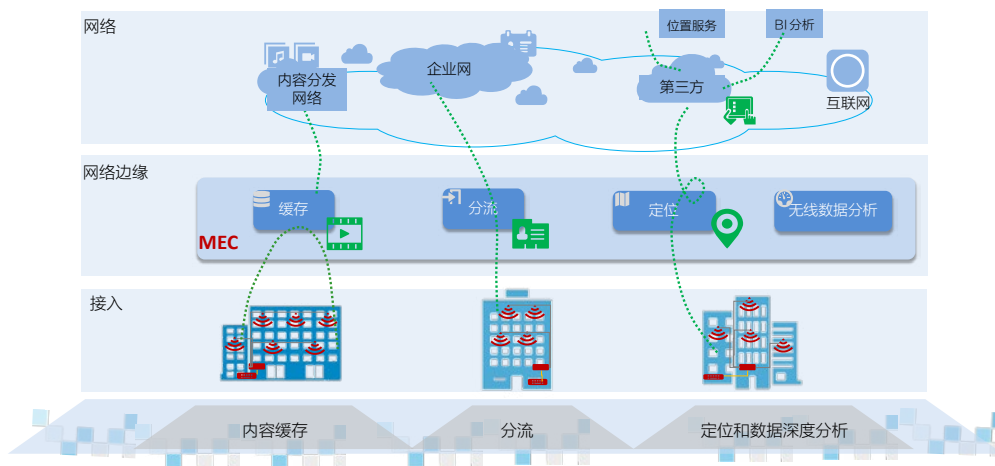 网络
位置服务
BI分析
内容分发
网络
企业网
第三方
互联网
网络边缘
缓存
分流
定位
无线数据分析
MEC
接入
内容缓存
分流
定位和数据深度分析